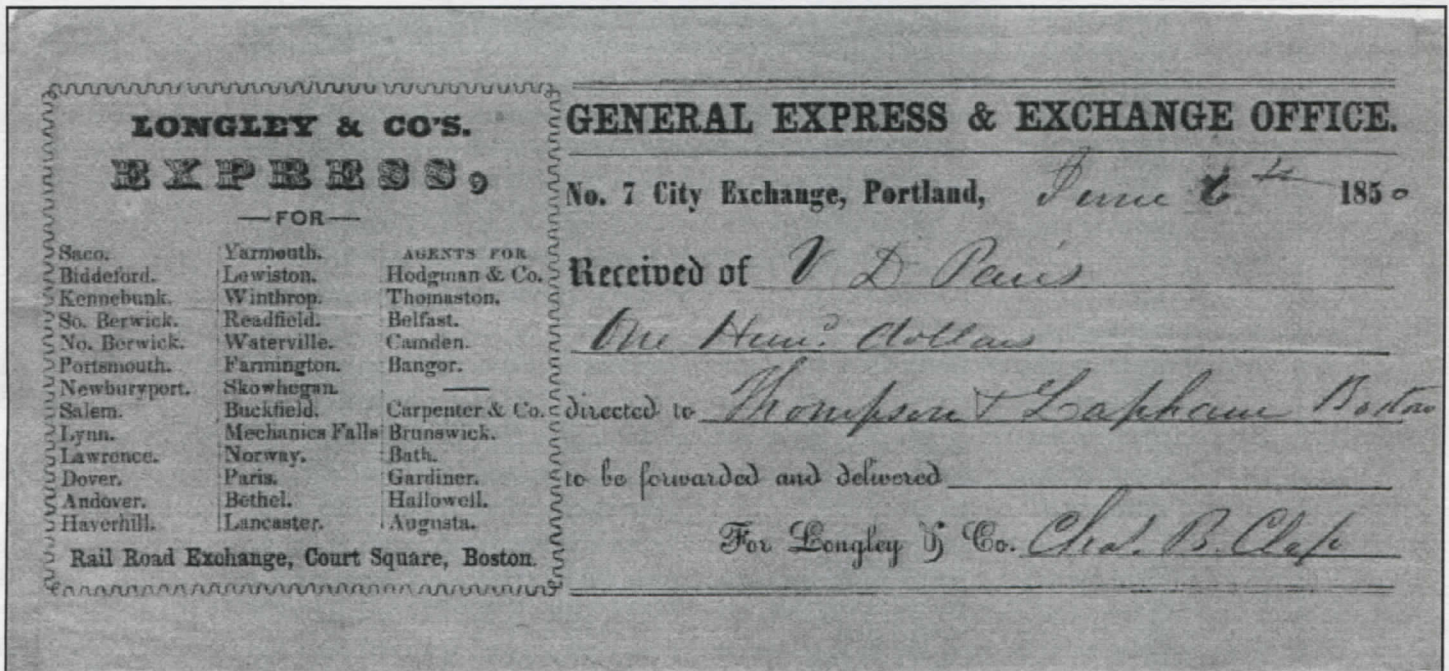 LONGLEY & CO'S.
EXPRESS,
—FOR—
Saco.
Biddeford.
Kennebunk.
So. Berwick.
No. Berwick.
Portsmouth.
Newburyport.
Salem.
Lynn.
Lawrence.
Dover.
Andover.
Haverhill.
Yarmouth.
Lewiston.
Winthrop.
Readfield.
Waterville.
Farmington.
Skowhegan.
Buckfield.
Mechanics Falls
Norway.
Paris.
Bethel.
Lancaster.
AGENTS FOR
Hodgman & Co.
Thomaston.
Belfast.
Camden.
Bangor.
Carpenter & Co.
Brunswick.
Bath.
Gardiner.
Hallowell.
Augusta.
Rail Road Exchange, Court Square, Boston.
GENERAL EXPRESS & EXCHANGE OFFICE.
No. 7 City Exchange, Portland, June 6th 1850
Received of V D Paris
One Hund. dollars
directed to Thompson & Lapham Boston
to be forwarded and delivered
For Longley & Co. Chas. B. Clap